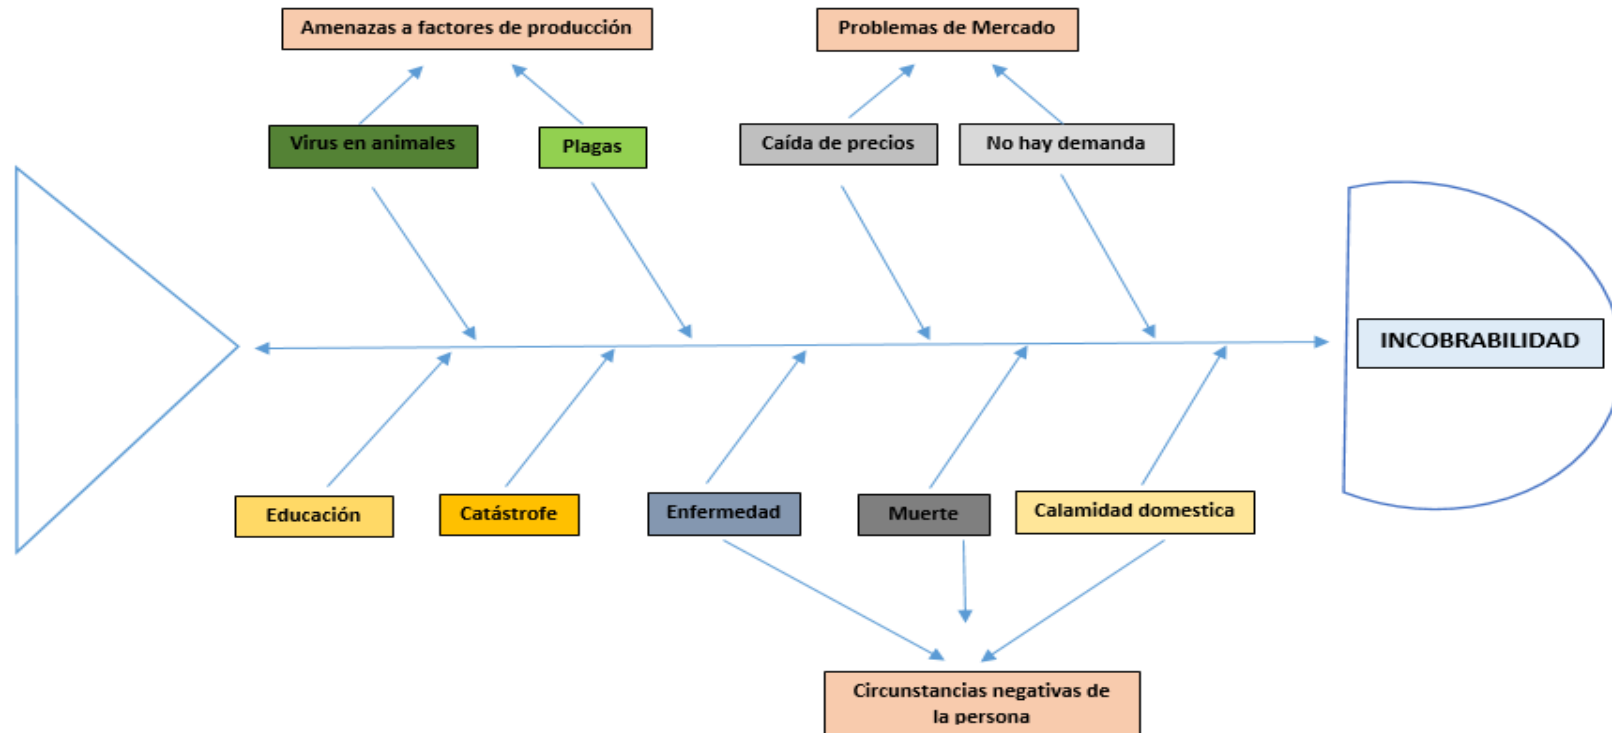 Amenazas a factores de producción
Problemas de Mercado
Virus en animales
Plagas
Caída de precios
No hay demanda
INCOBRABILIDAD
Educación
Catástrofe
Enfermedad
Muerte
Calamidad domestica
Circunstancias negativas de
la persona